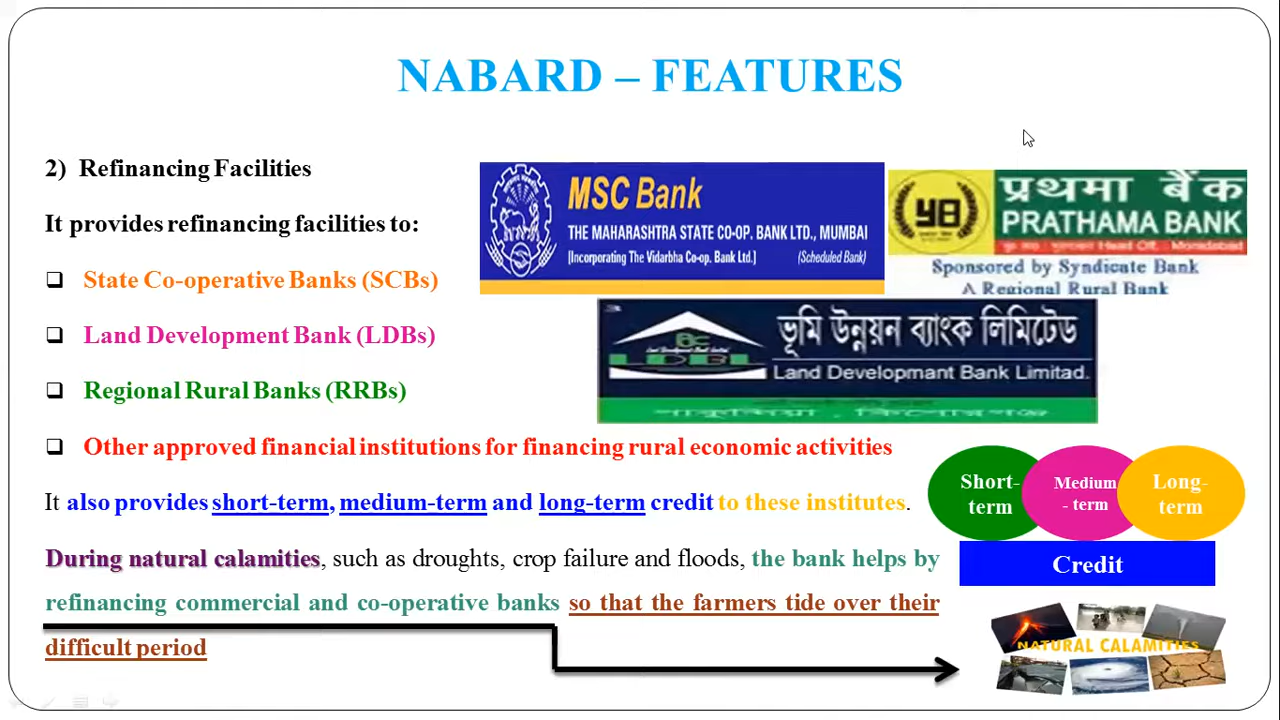 NABARD – FEATURES
2) Refinancing Facilities
It provides refinancing facilities to:
State Co-operative Banks (SCBs)
Land Development Bank (LDBs)
Regional Rural Banks (RRBs)
Other approved financial institutions for financing rural economic activities
It also provides short-term, medium-term and long-term credit to these institutes.
During natural calamities, such as droughts, crop failure and floods, the bank helps by
refinancing commercial and co-operative banks so that the farmers tide over their
difficult period
MSC Bank
THE MAHARASHTRA STATE CO-OP. BANK LTD., MUMBAI
[Incorporating The Vidarbha Co-op. Bank Ltd.] (Scheduled Bank)
प्रथमा बैंक
PRATHAMA BANK
Head Off. Moradabad
Sponsored by Syndicate Bank
A Regional Rural Bank
ভূমি উন্নয়ন ব্যাংক লিমিটেড
LDBL
Land Developmant Bank Limitad.
Short-
term
Medium
- term
Long-
term
Credit
NATURAL CALAMITIES